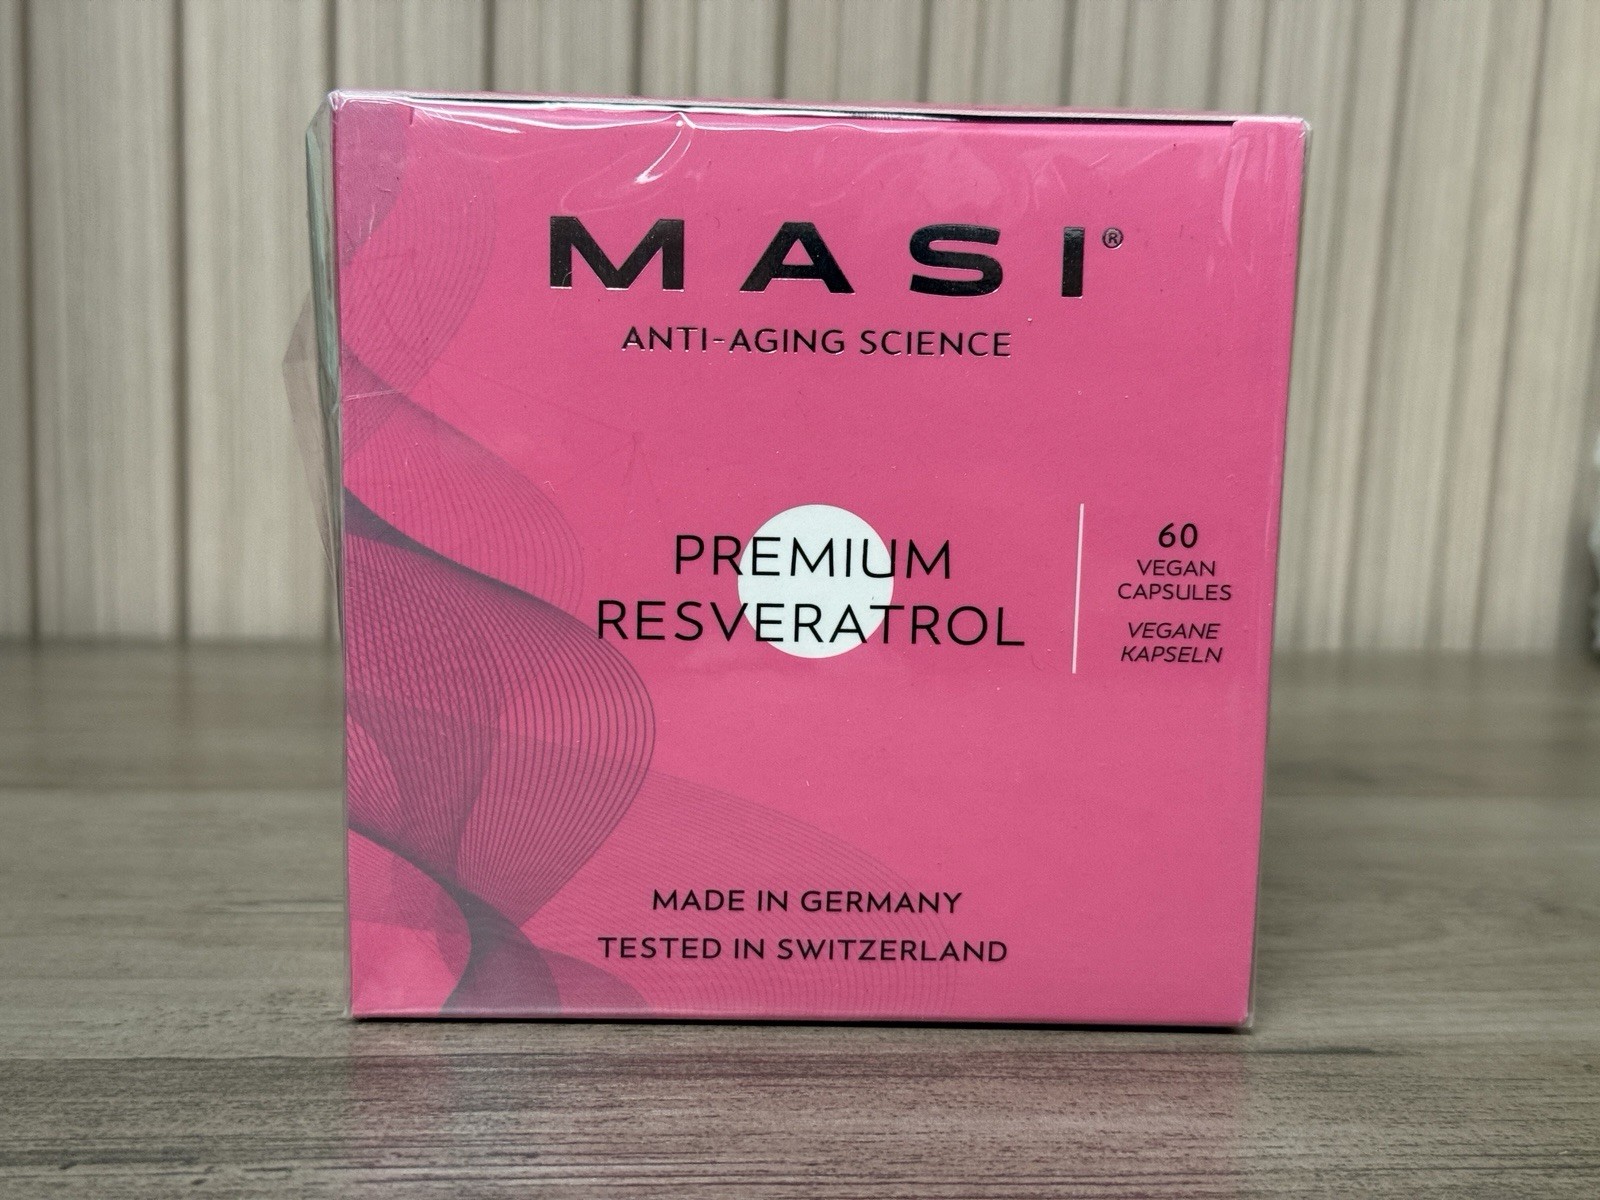 MASI®
ANTI-AGING SCIENCE
PREMIUM
RESVERATROL
60
VEGAN
CAPSULES
VEGANE
KAPSELN
MADE IN GERMANY
TESTED IN SWITZERLAND